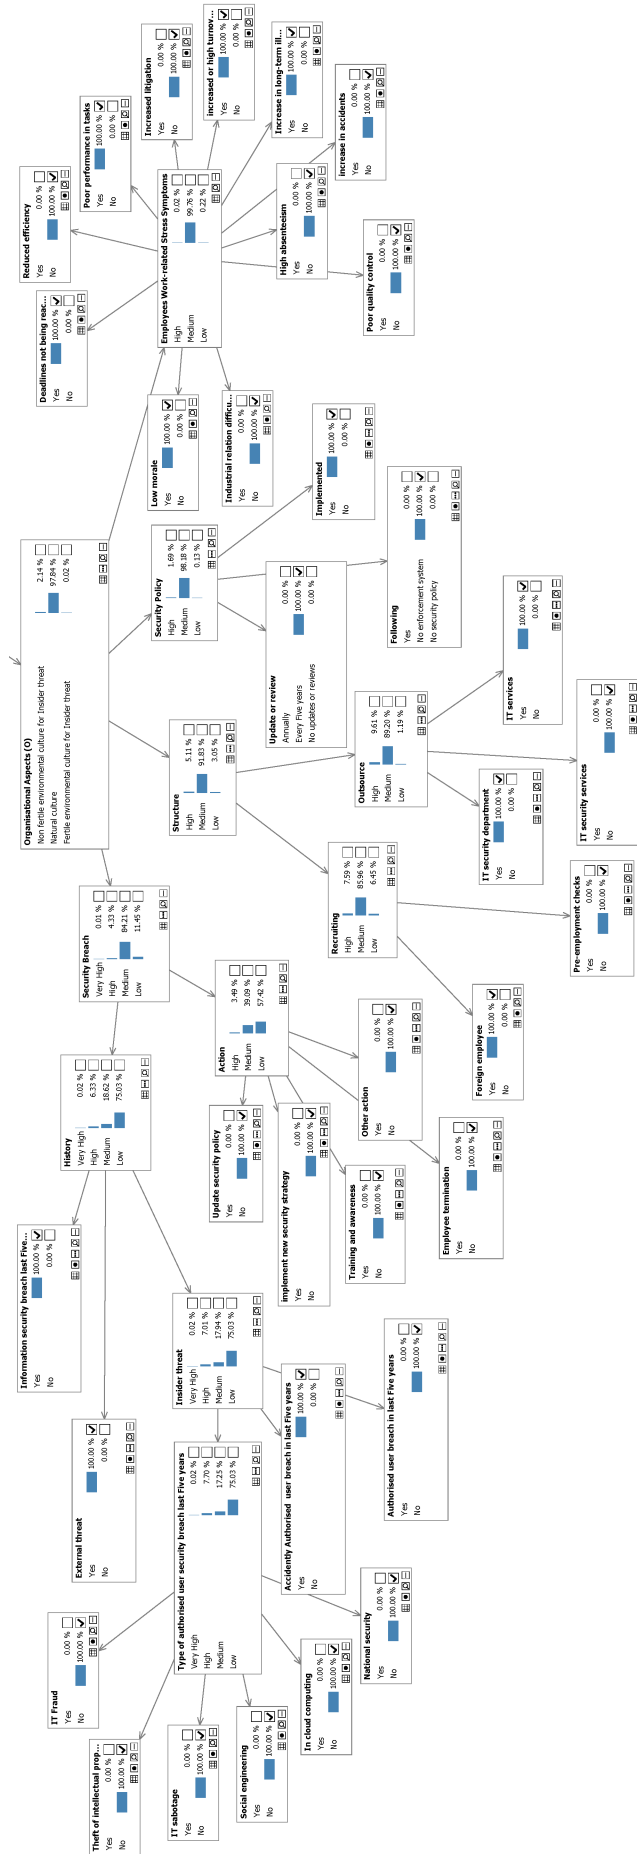 Organisational Aspects (O)
Non fertile environmental culture for Insider threat 2.14 %
Natural culture 97.84 %
Fertile environmental culture for Insider threat 0.02 %
Information security breach last Five...
Yes 100.00 %
No 0.00 %
History
Very High 0.02 %
High 6.33 %
Medium 18.62 %
Low 75.03 %
Security Breach
Very High 0.01 %
High 4.33 %
Medium 84.21 %
Low 11.45 %
External threat
Yes 100.00 %
No 0.00 %
IT Fraud
Yes 0.00 %
No 100.00 %
Theft of intellectual prop...
Yes 0.00 %
No 100.00 %
Type of authorised user security breach last Five years
Very High 0.02 %
High 7.70 %
Medium 17.25 %
Low 75.03 %
Insider threat
Very High 0.02 %
High 7.01 %
Medium 17.94 %
Low 75.03 %
IT sabotage
Yes 0.00 %
No 100.00 %
Social engineering
Yes 0.00 %
No 100.00 %
In cloud computing
Yes 0.00 %
No 100.00 %
National security
Yes 0.00 %
No 100.00 %
Accidently Authorised user breach in last Five years
Yes 100.00 %
No 0.00 %
Authorised user breach in last Five years
Yes 0.00 %
No 100.00 %
Action
High 3.49 %
Medium 39.09 %
Low 57.42 %
Update security policy
Yes 0.00 %
No 100.00 %
implement new security strategy
Yes 0.00 %
No 100.00 %
Training and awareness
Yes 0.00 %
No 100.00 %
Employee termination
Yes 0.00 %
No 100.00 %
Other action
Yes 0.00 %
No 100.00 %
Structure
High 5.11 %
Medium 91.83 %
Low 3.05 %
Recruiting
High 7.59 %
Medium 85.96 %
Low 6.45 %
Foreign employee
Yes 100.00 %
No 0.00 %
Pre-employment checks
Yes 0.00 %
No 100.00 %
Outsource
High 9.61 %
Medium 89.20 %
Low 1.19 %
IT security department
Yes 100.00 %
No 0.00 %
IT security services
Yes 0.00 %
No 100.00 %
IT services
Yes 100.00 %
No 0.00 %
Security Policy
High 1.69 %
Medium 98.18 %
Low 0.13 %
Update or review
Annually 0.00 %
Every Five years 100.00 %
No updates or reviews 0.00 %
Following
Yes 0.00 %
No enforcement system 100.00 %
No security policy 0.00 %
Implemented
Yes 100.00 %
No 0.00 %
Employees Work-related Stress Symptoms
High 0.02 %
Medium 99.76 %
Low 0.22 %
Low morale
Yes 100.00 %
No 0.00 %
Industrial relation difficu...
Yes 0.00 %
No 100.00 %
Deadlines not being reac...
Yes 100.00 %
No 0.00 %
Reduced efficiency
Yes 0.00 %
No 100.00 %
Poor performance in tasks
Yes 100.00 %
No 0.00 %
Increased litigation
Yes 0.00 %
No 100.00 %
increased or high turnov...
Yes 100.00 %
No 0.00 %
Increase in long-term ill...
Yes 100.00 %
No 0.00 %
increase in accidents
Yes 0.00 %
No 100.00 %
High absenteeism
Yes 0.00 %
No 100.00 %
Poor quality control
Yes 0.00 %
No 100.00 %